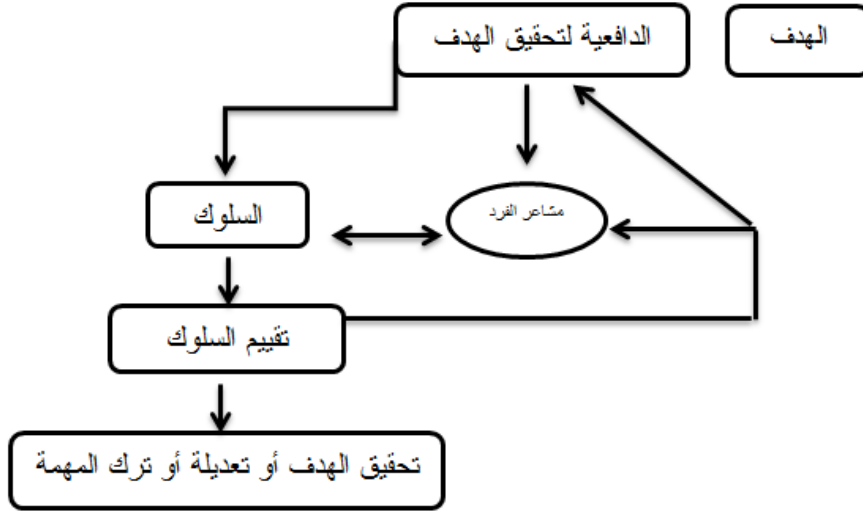 الهدف
الدافعية لتحقيق الهدف
مشاعر الفرد
السلوك
تقييم السلوك
تحقيق الهدف أو تعديلة أو ترك المهمة